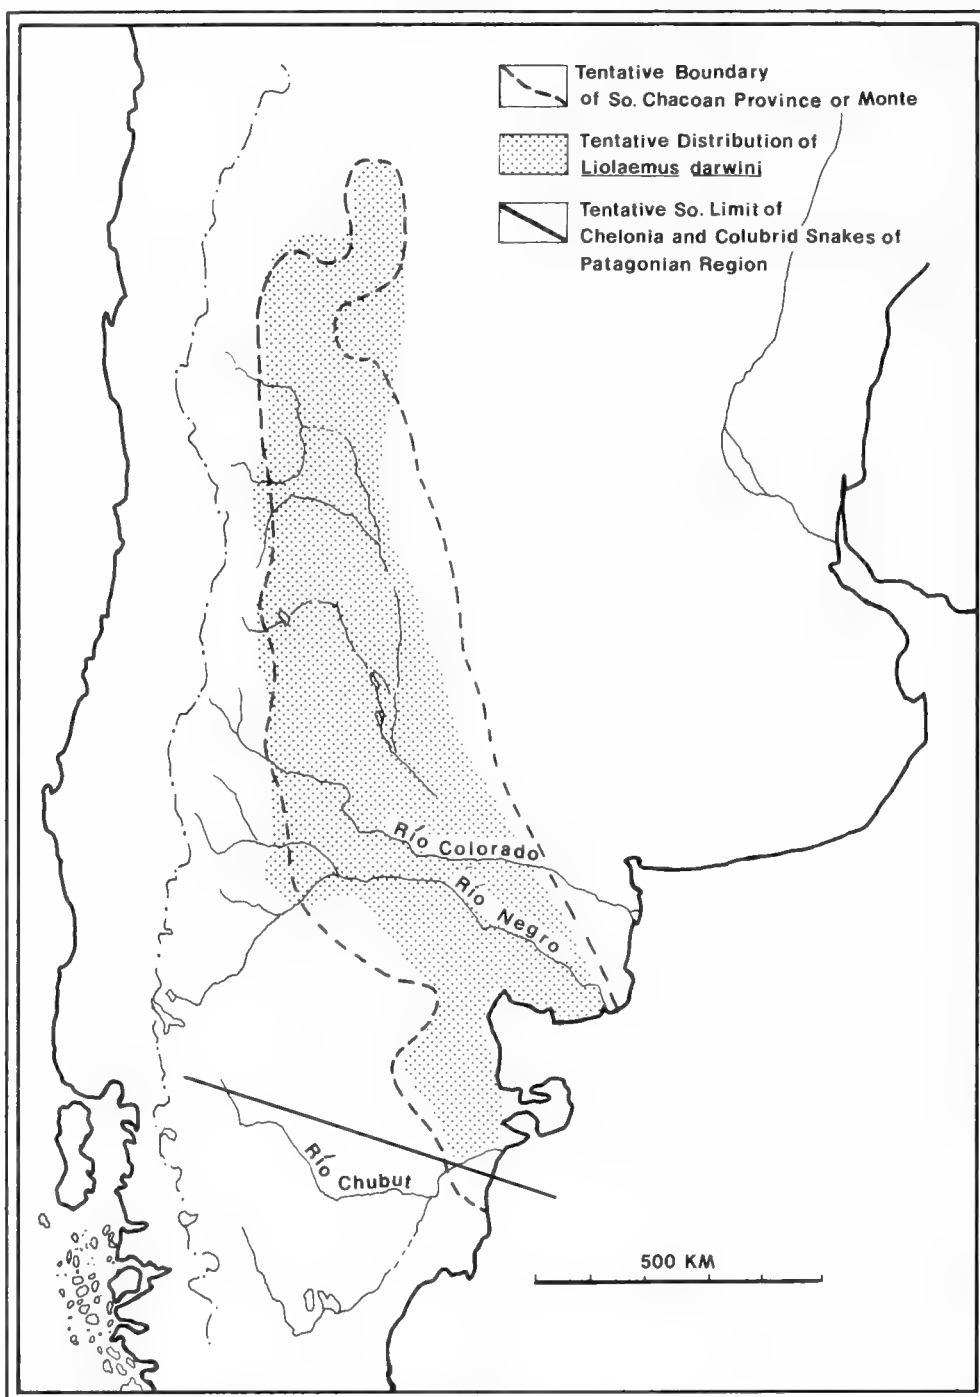 Tentative Boundary
of So. Chacoan Province or Monte
Tentative Distribution of
Liolaemus darwini
Tentative So. Limit of
Chelonia and Colubrid Snakes of
Patagonian Region
Río Colorado
Río Negro
Río Chubut
500 KM